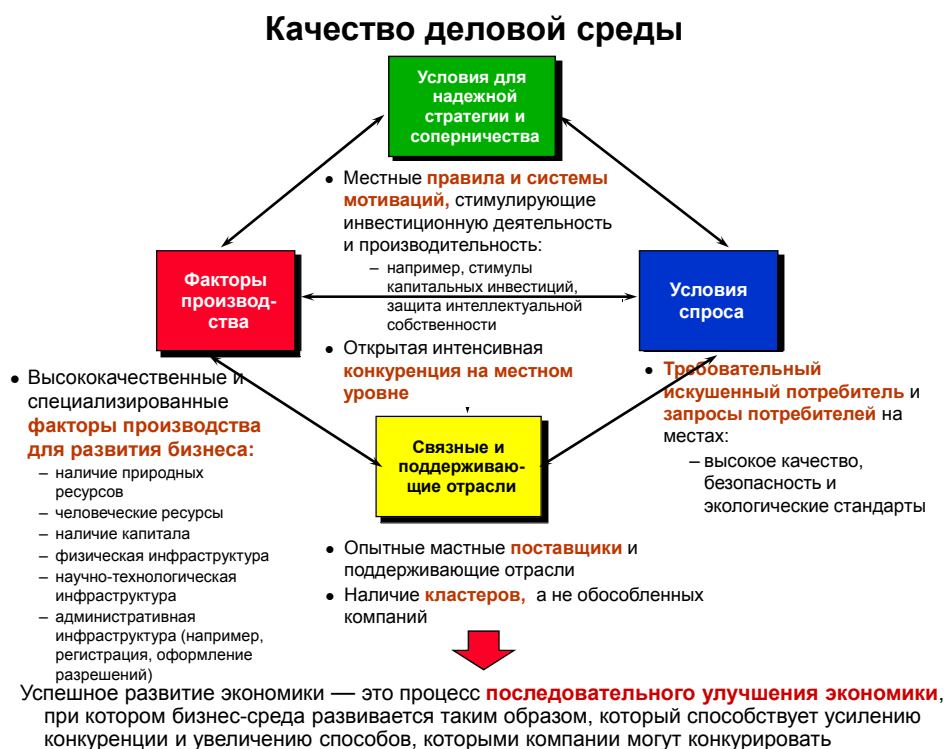 Качество деловой среды
Условия для
надежной
стратегии и
соперничества
● Местные правила и системы
мотиваций, стимулирующие
инвестиционную деятельность
и производительность:
– например, стимулы
капитальных инвестиций,
защита интеллектуальной
собственности
● Открытая интенсивная
конкуренция на местном
уровне
Факторы
производ-
ства
Условия
спроса
● Высококачественные и
специализированные
факторы производства
для развития бизнеса:
– наличие природных
ресурсов
– человеческие ресурсы
– наличие капитала
– физическая инфраструктура
– научно-технологическая
инфраструктура
– административная
инфраструктура (например,
регистрация, оформление
разрешений)
● Требовательный
искушенный потребитель и
запросы потребителей на
местах:
– высокое качество,
безопасность и
экологические стандарты
Связные и
поддерживаю-
щие отрасли
● Опытные мастные поставщики и
поддерживающие отрасли
● Наличие кластеров, а не обособленных
компаний
Успешное развитие экономики — это процесс последовательного улучшения экономики,
при котором бизнес-среда развивается таким образом, который способствует усилению
конкуренции и увеличению способов, которыми компании могут конкурировать